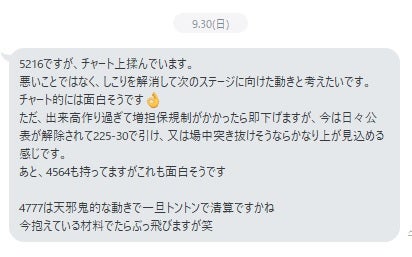 9.30(日)
5216ですが、チャート上揉んでいます。
悪いことではなく、しこりを解消して次のステージに向けた動きと考えたいです。
チャート的には面白そうです👌
ただ、出来高作り過ぎて増担保規制がかかったら即下げますが、今は日々公
表が解除されて225-30で引け、又は場中突き抜けそうならかなり上が見込める
感じです。
あと、4564も持ってますがこれも面白そうです

4777は天邪鬼的な動きで一旦トントンで清算ですかね
今抱えている材料でたらぶっ飛びますが笑